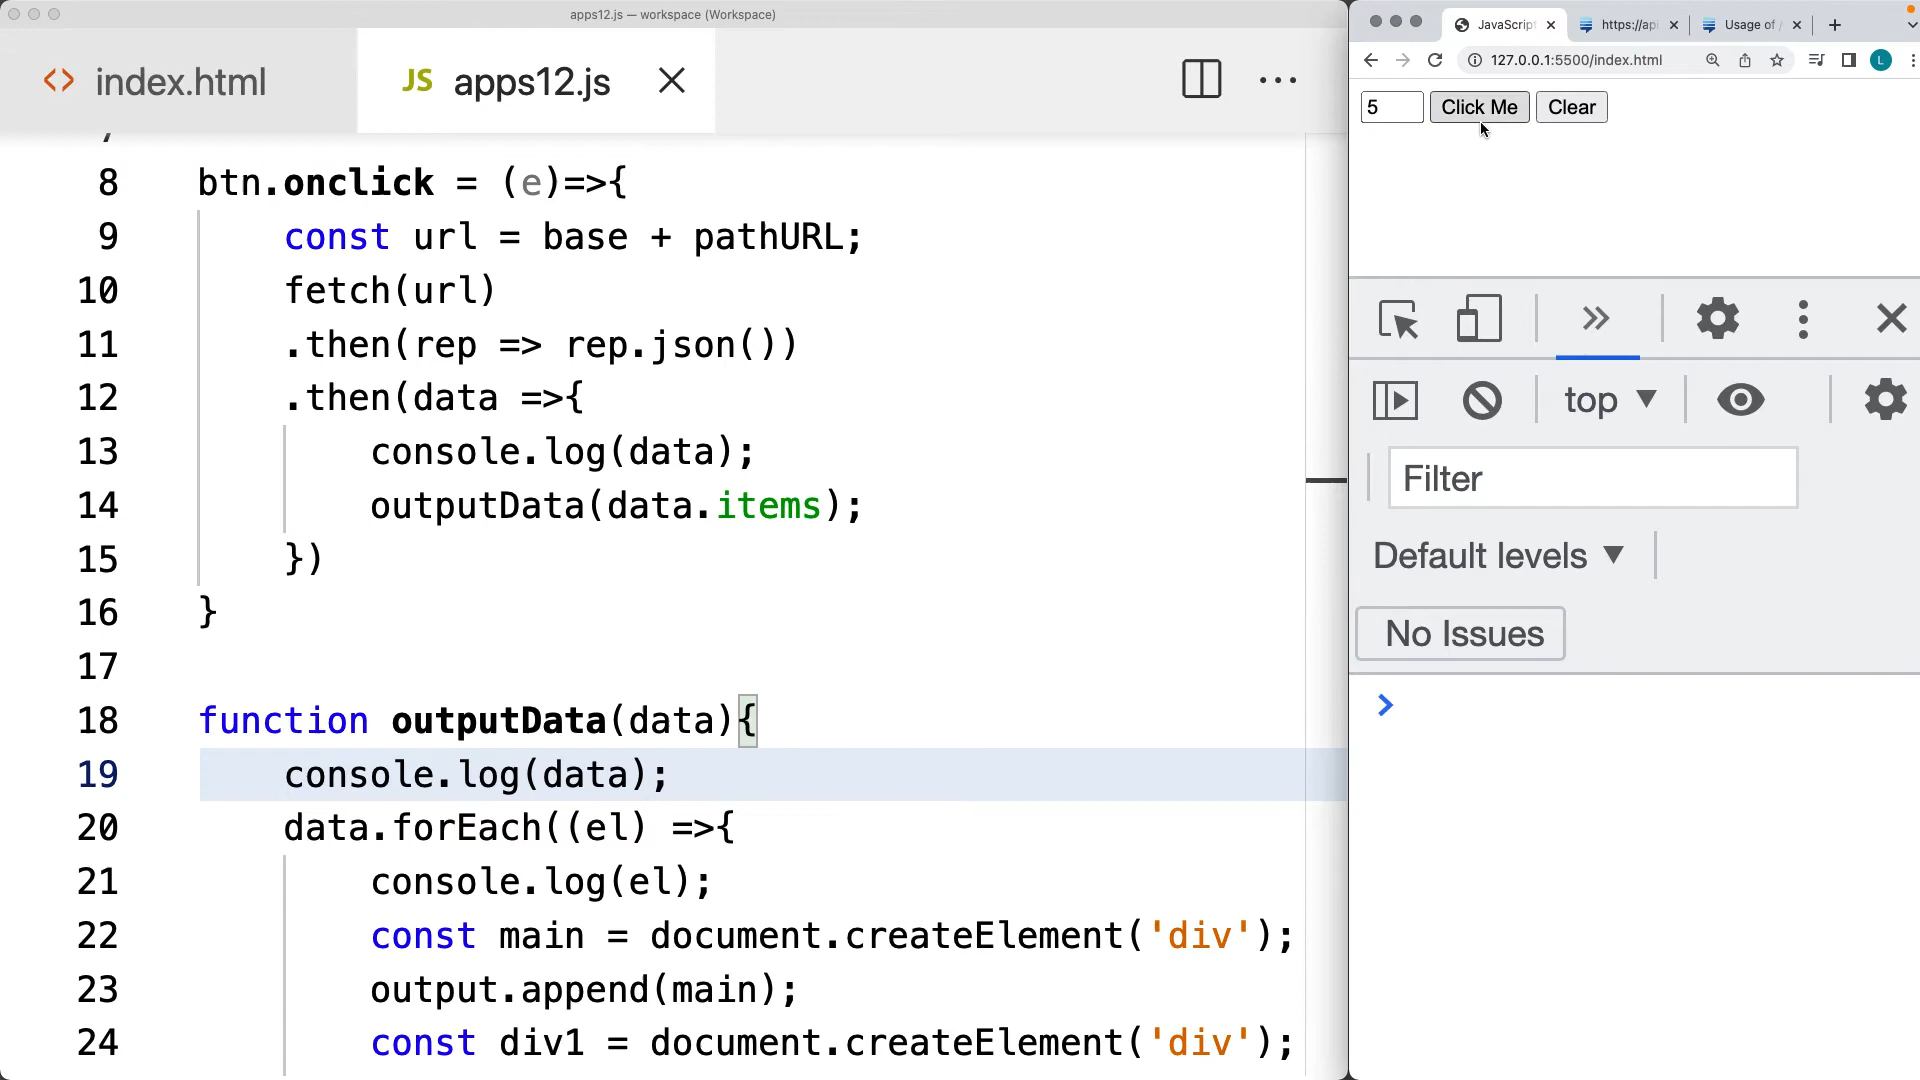 apps12.js — workspace (Workspace)
<> index.html
JS apps12.js
8 btn.onclick = (e)=>{
9 const url = base + pathURL;
10 fetch(url)
11 .then(rep => rep.json())
12 .then(data =>{
13 console.log(data);
14 outputData(data.items);
15 })
16 }
17
18 function outputData(data){
19 console.log(data);
20 data.forEach((el) =>{
21 console.log(el);
22 const main = document.createElement('div');
23 output.append(main);
24 const div1 = document.createElement('div');
JavaScript
https://api
Usage of /
127.0.0.1:5500/index.html
L
5 Click Me Clear
top
Filter
Default levels
No Issues